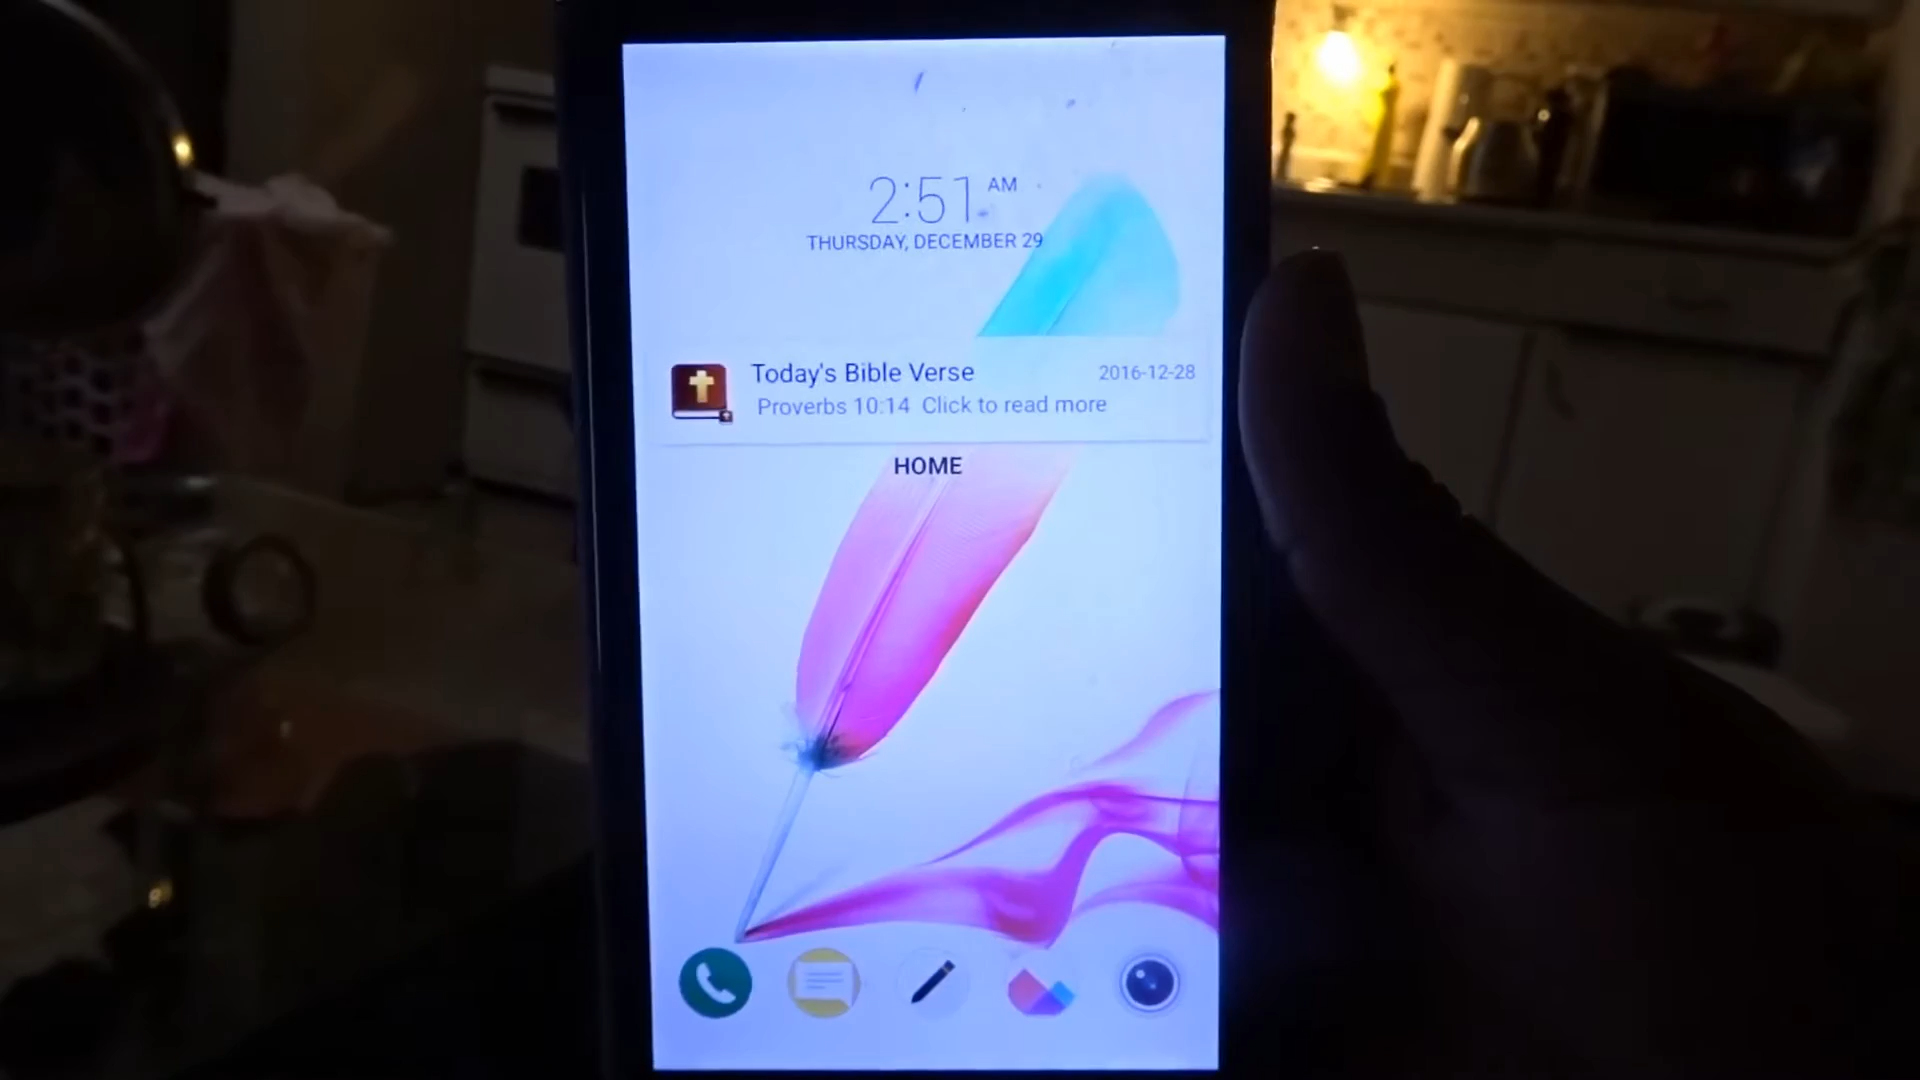 2:51 AM
THURSDAY, DECEMBER 29
Today's Bible Verse 2016-12-28
Proverbs 10:14 Click to read more
HOME